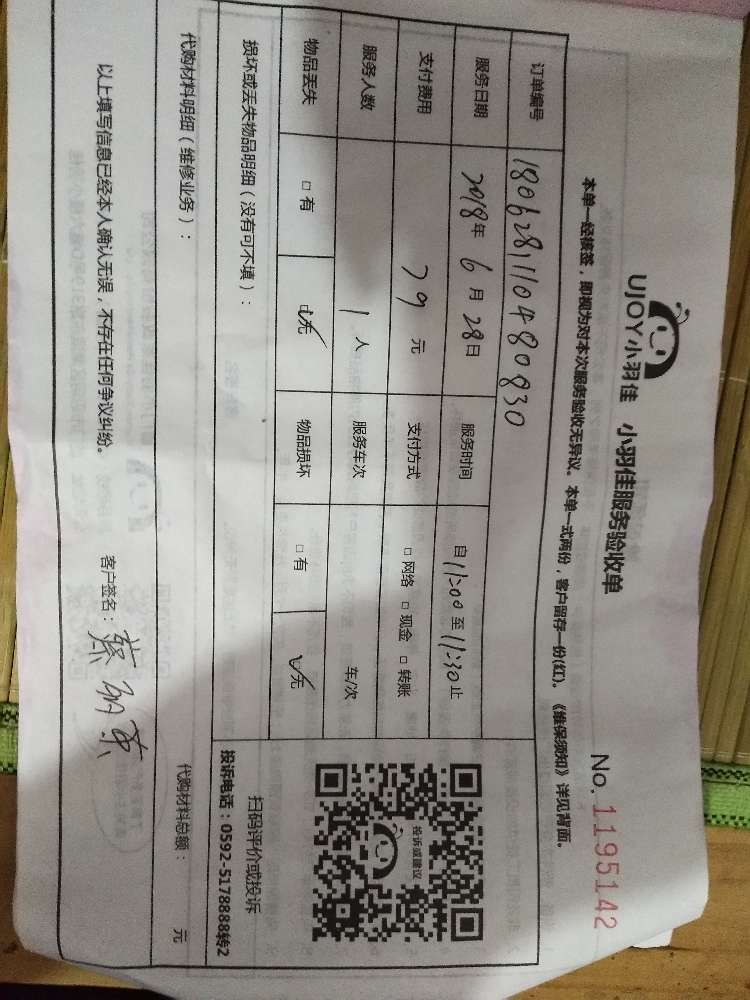 UJOY小羽佳 小羽佳服务验收单 No. 1195142
本单一经核签，即视为对本次服务验收无异议。本单一式两份，客户留存一份(红)。《维保须知》详见背面。
订单编号 180628110480830
服务日期 2018年 6 月 28日 服务时间 自11:00至11:30止
支付费用 79 元 支付方式 □网络 □现金 □转账
服务人数 1 人 服务车次 车/次
物品丢失 □有 ☑无 物品损坏 □有 ☑无
投诉或建议
扫码评价或投诉
投诉电话：0592-5178888转2
损坏或丢失物品明细（没有可不填）：
代购材料明细（维修业务）： 代购材料总额： 元
以上填写信息已经本人确认无误，不存在任何争议纠纷。 客户签名：